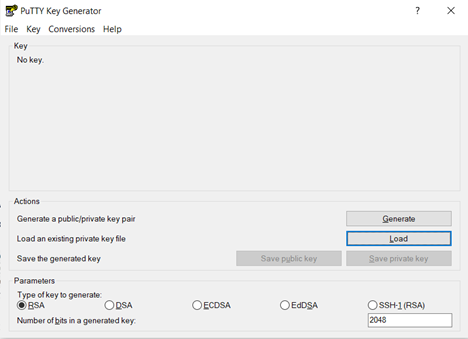 PuTTY Key Generator ? ×
File Key Conversions Help
Key
No key.
Actions
Generate a public/private key pair Generate
Load an existing private key file Load
Save the generated key Save public key Save private key
Parameters
Type of key to generate:
RSA DSA ECDSA EdDSA SSH-1 (RSA)
Number of bits in a generated key: 2048